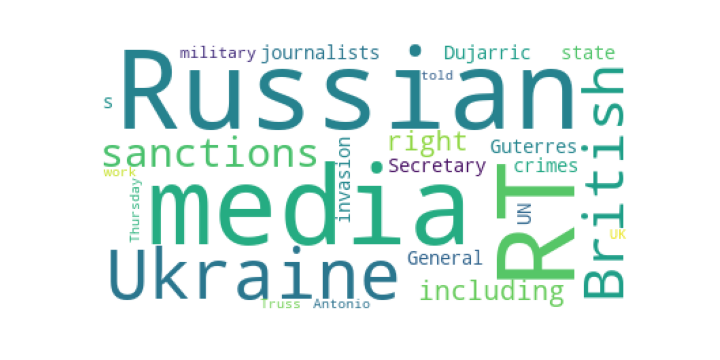 military journalists Dujarric state
s Russian told
sanctions invasion right Guterres
work Secretary crimes
Thursday media RT UN British UK
Ukraine General
including
Truss Antonio